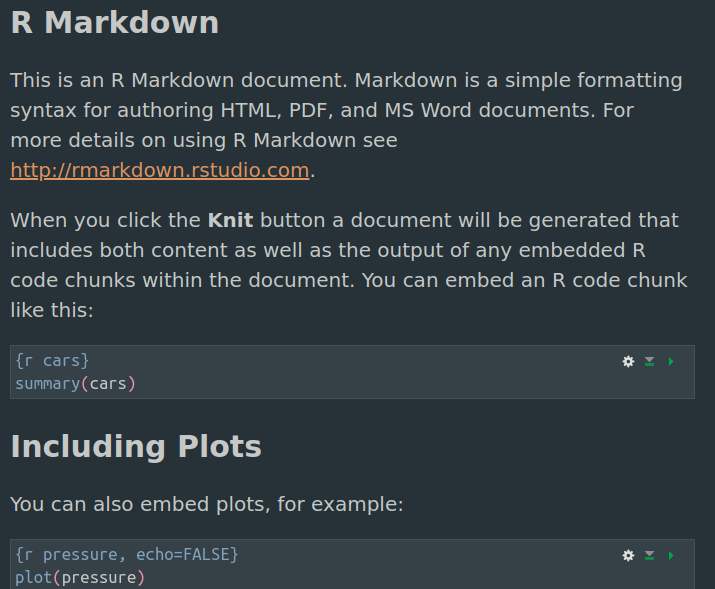 R Markdown
This is an R Markdown document. Markdown is a simple formatting
syntax for authoring HTML, PDF, and MS Word documents. For
more details on using R Markdown see
http://rmarkdown.rstudio.com.
When you click the Knit button a document will be generated that
includes both content as well as the output of any embedded R
code chunks within the document. You can embed an R code chunk
like this:
{r cars}
summary(cars)
Including Plots
You can also embed plots, for example:
{r pressure, echo=FALSE}
plot(pressure)